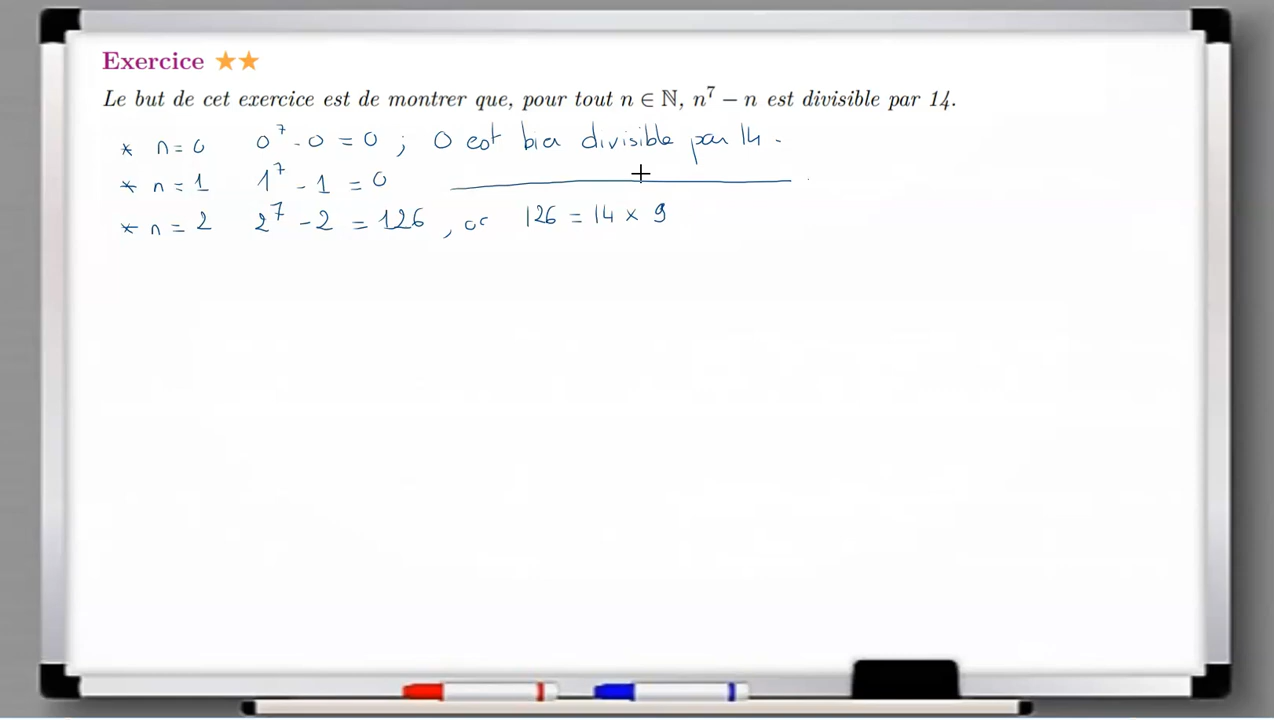 Exercice ★★
Le but de cet exercice est de montrer que, pour tout n ∈ ℕ, n⁷ − n est divisible par 14.
* n = 0 0⁷ - 0 = 0 ; 0 est bien divisible par 14.
* n = 1 1⁷ - 1 = 0
* n = 2 2⁷ - 2 = 126 , or 126 = 14 × 9